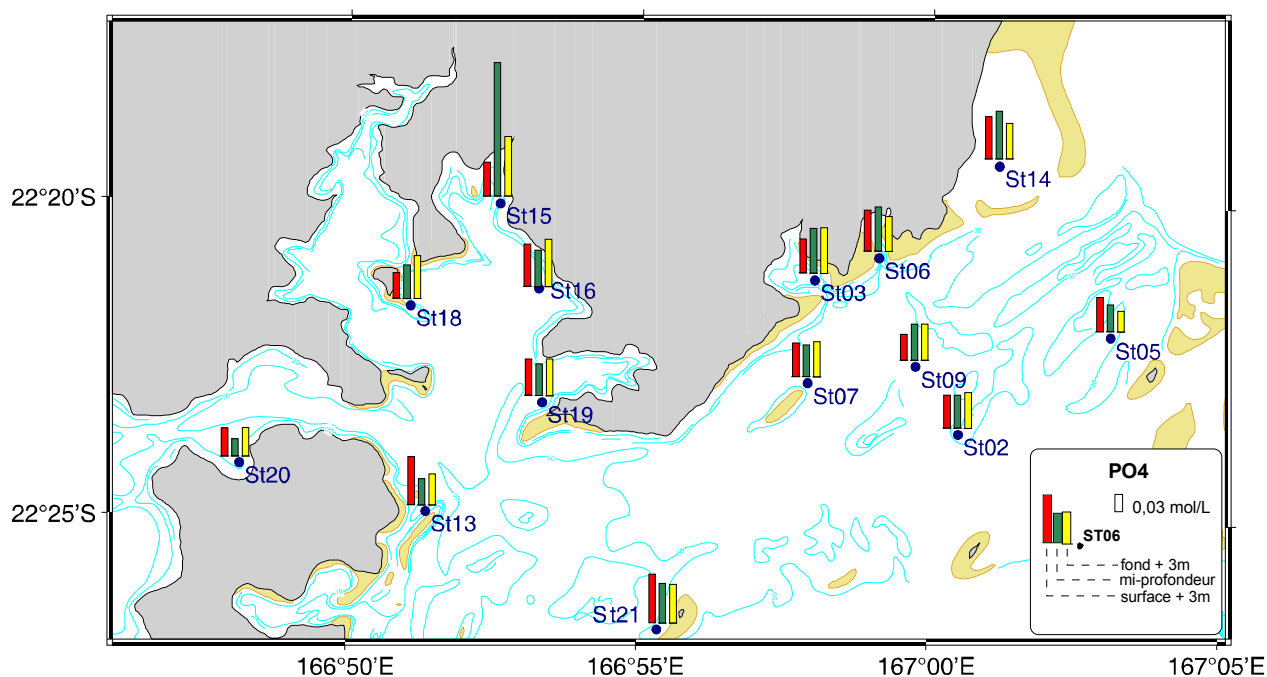 St14
22°20'S
St15
St06
St16
St03
St18
St05
St09
St07
St19
St02
St20
PO4
0,03 mol/L
22°25'S
St13
ST06
fond + 3m
mi-profondeur
surface + 3m
St21
166°50'E
166°55'E
167°00'E
167°05'E